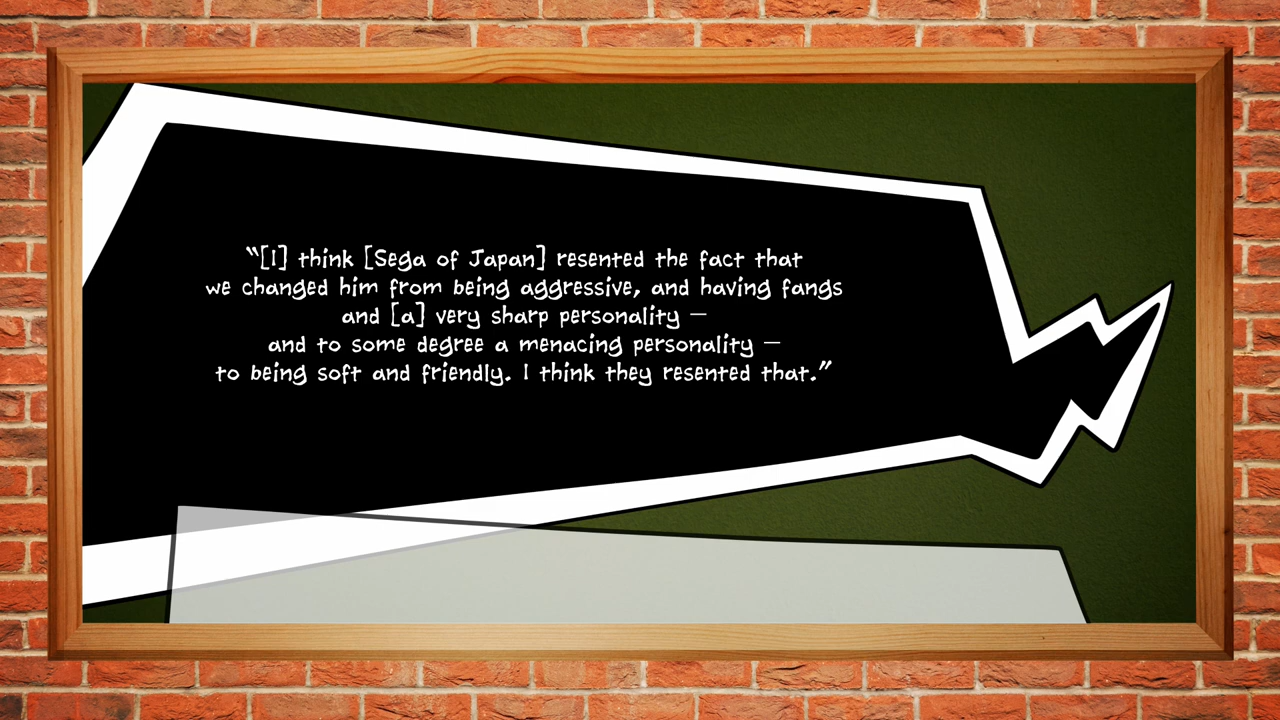 “[I] think [Sega of Japan] resented the fact that
we changed him from being aggressive, and having fangs
and [a] very sharp personality —
and to some degree a menacing personality —
to being soft and friendly. I think they resented that.”